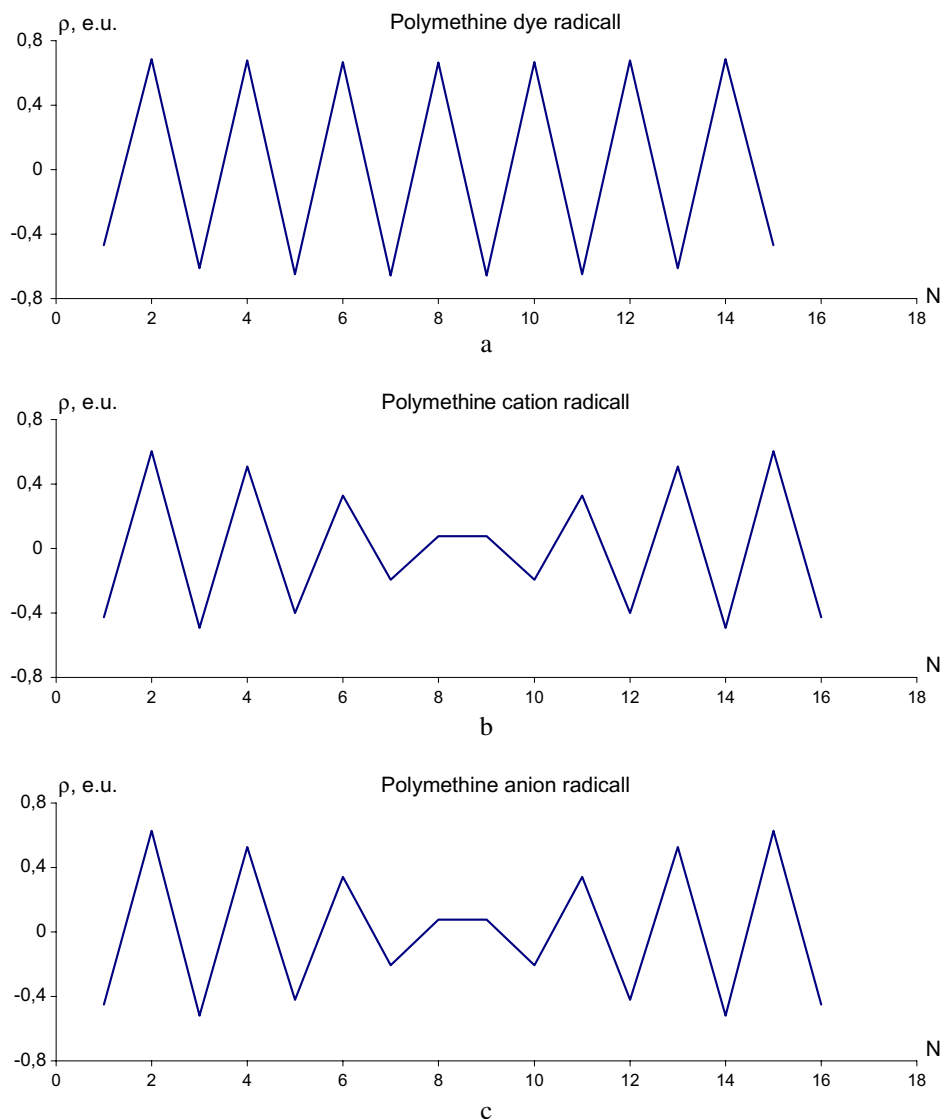 ρ, e.u.
Polymethine dye radicall
0,8
0,4
0
-0,4
-0,8
0 2 4 6 8 10 12 14 16 18
N
a
ρ, e.u.
Polymethine cation radicall
0,8
0,4
0
-0,4
-0,8
0 2 4 6 8 10 12 14 16 18
N
b
ρ, e.u.
Polymethine anion radicall
0,8
0,4
0
-0,4
-0,8
0 2 4 6 8 10 12 14 16 18
N
c